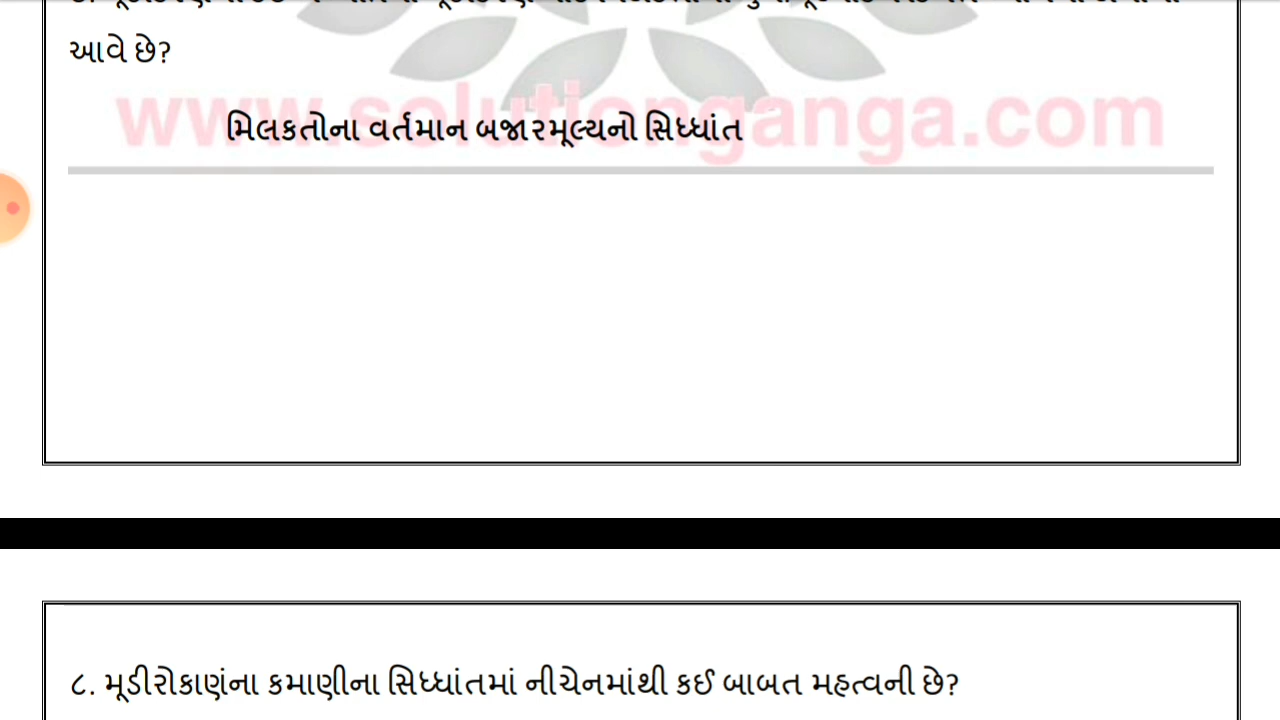 આવે છે?
www.solutionganga.com
મિલકતોના વર્તમાન બજારમૂલ્યનો સિધ્ધાંત
૮. મૂડીરોકાણંના કમાણીના સિધ્ધાંતમાં નીચેનમાંથી કઈ બાબત મહત્વની છે?